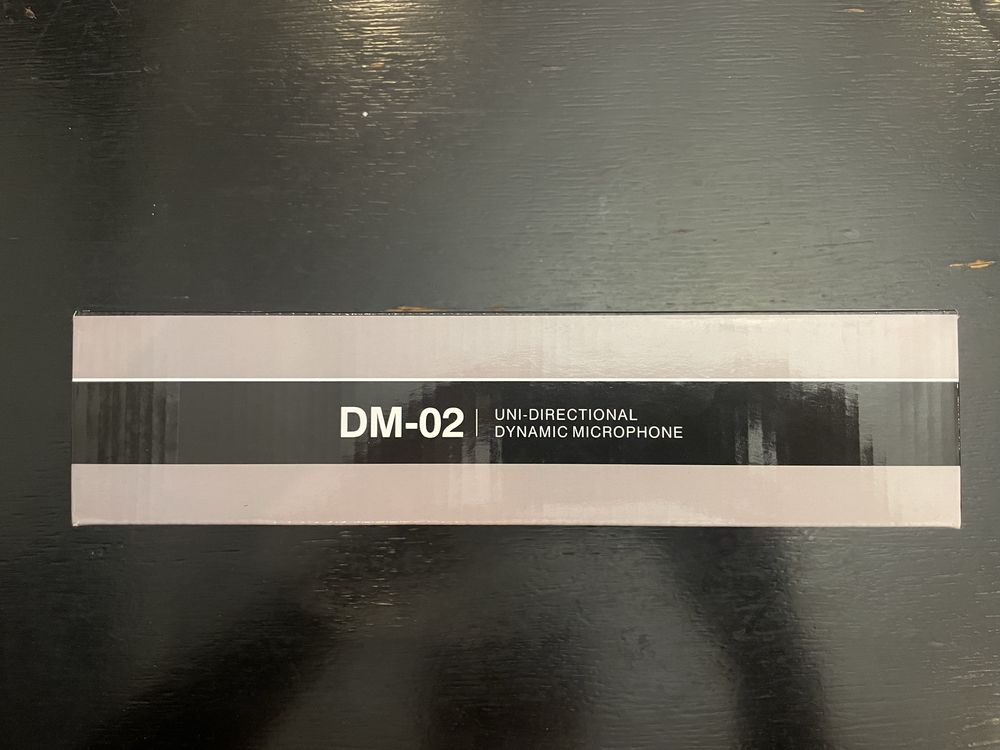 DM-02
UNI-DIRECTIONAL
DYNAMIC MICROPHONE